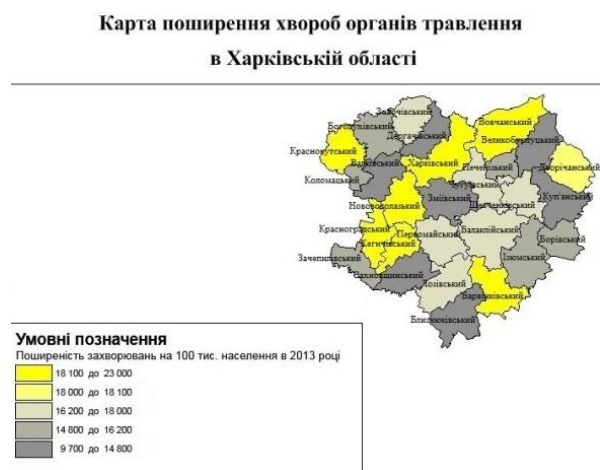 Карта поширення хвороб органів травлення
в Харківській області
Золочівський
Вовчанський
Богодухівський
Дергачівський
Великобурлуцький
Краснокутський
Валківський
Харківський
Печенізький
Дворічанський
Коломацький
Чугуївський
Нововодолазький
Зміївський
Шевченківський
Куп'янський
Красноградський
Первомайський
Балаклійський
Борівський
Кегичівський
Зачепилівський
Ізюмський
Сахновщинський
Лозівський
Барвінківський
Близнюківський
Умовні позначення
Поширеність захворювань на 100 тис. населення в 2013 році
18 100 до 23 000
18 000 до 18 100
16 200 до 18 000
14 800 до 16 200
9 700 до 14 800